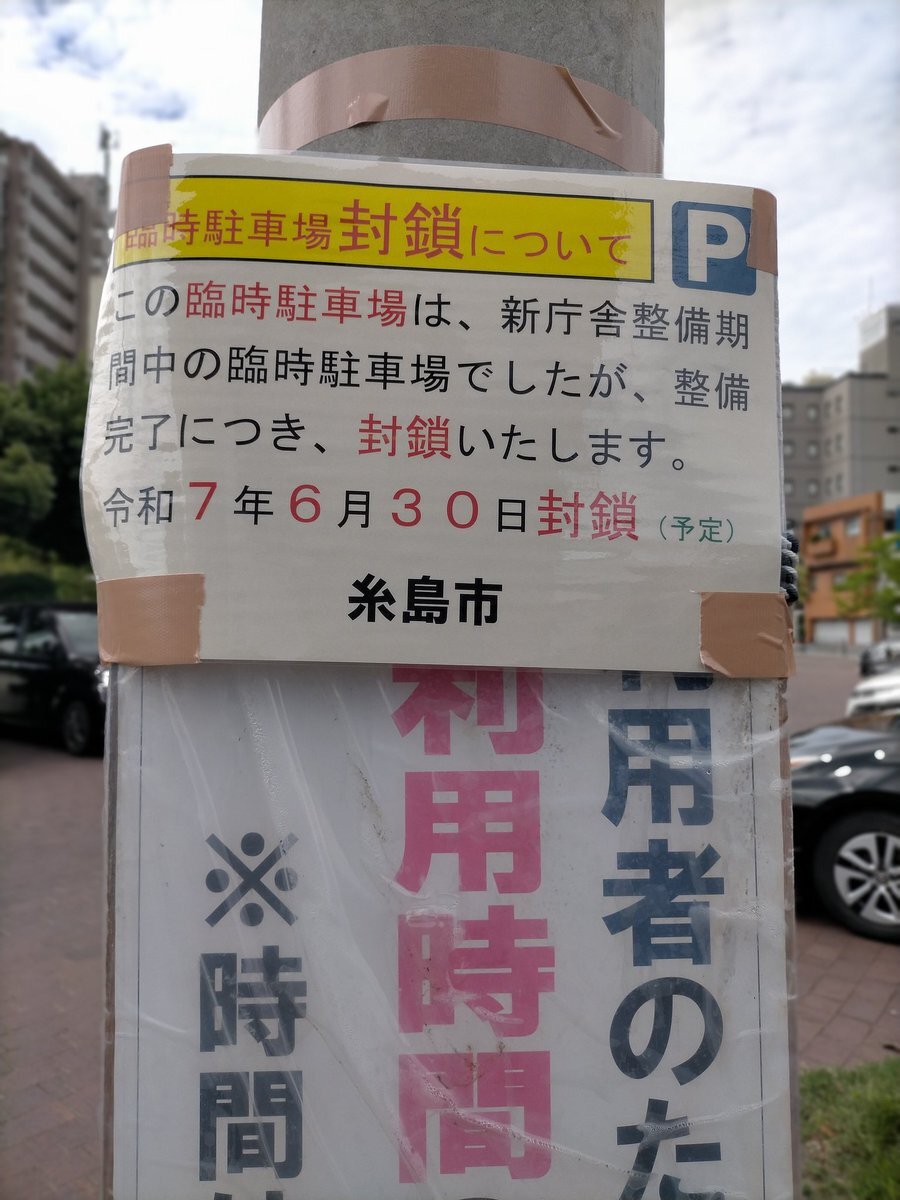 臨時駐車場封鎖について
P
この臨時駐車場は、新庁舎整備期
間中の臨時駐車場でしたが、整備
完了につき、封鎖いたします。
令和７年６月３０日封鎖（予定）
糸島市
用者のた
利用時間
※時間